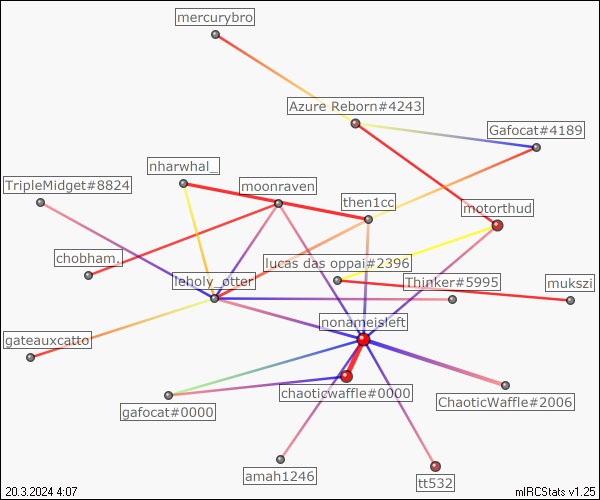 mercurybro
Azure Reborn#4243
Gafocat#4189
nharwhal_
TripleMidget#8824
moonraven
then1cc
motorthud
chobham.
lucas das oppai#2396
leholy_otter
Thinker#5995
mukszi
nonameisleft
gateauxcatto
chaoticwaffle#0000
ChaoticWaffle#2006
gafocat#0000
amah1246
tt532
20.3.2024 4:07
mIRCStats v1.25